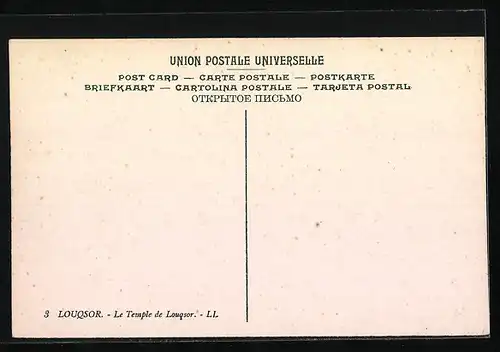 UNION POSTALE UNIVERSELLE
POST CARD — CARTE POSTALE — POSTKARTE
BRIEFKAART — CARTOLINA POSTALE — TARJETA POSTAL
ОТКРЫТОЕ ПИСЬМО
3 LOUQSOR. - Le Temple de Louqsor. - LL